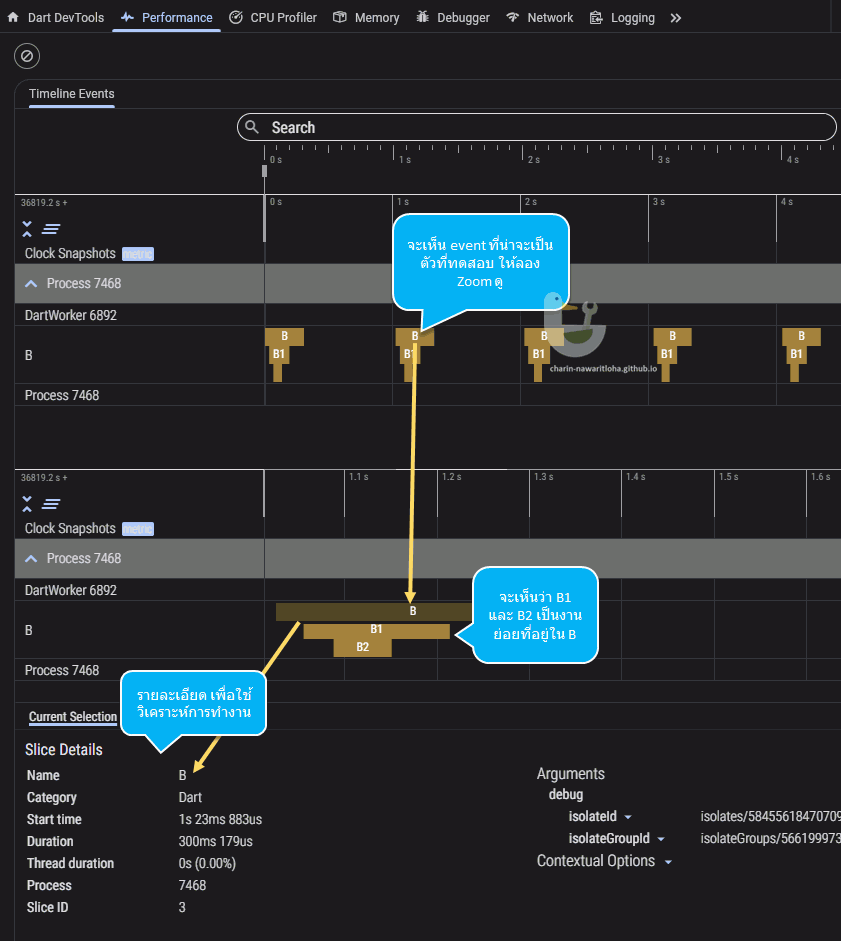 Dart DevTools Performance CPU Profiler Memory Debugger Network Logging
Timeline Events
Search
0 s 1 s 2 s 3 s 4 s
36819.2 s +
0 s 1 s 2 s 3 s 4 s
Clock Snapshots metric
จะเห็น event ที่น่าจะเป็น
ตัวที่ทดสอบ ให้ลอง
Zoom ดู
Process 7468
DartWorker 6892
B B B B B
B
B1 B1 B1 B1 B1
charin-nawaritloha.github.io
Process 7468
36819.2 s +
1.1 s 1.2 s 1.3 s 1.4 s 1.5 s 1.6 s
Clock Snapshots metric
Process 7468
DartWorker 6892
จะเห็นว่า B1
และ B2 เป็นงาน
ย่อยที่อยู่ใน B
B
B
B1
B2
Process 7468
รายละเอียด เพื่อใช้
วิเคราะห์การทำงาน
Current Selection
Slice Details
Name B
Category Dart
Start time 1s 23ms 883us
Duration 300ms 179us
Thread duration 0s (0.00%)
Process 7468
Slice ID 3
Arguments
debug
isolateId isolates/58455618470709
isolateGroupId isolateGroups/566199973
Contextual Options